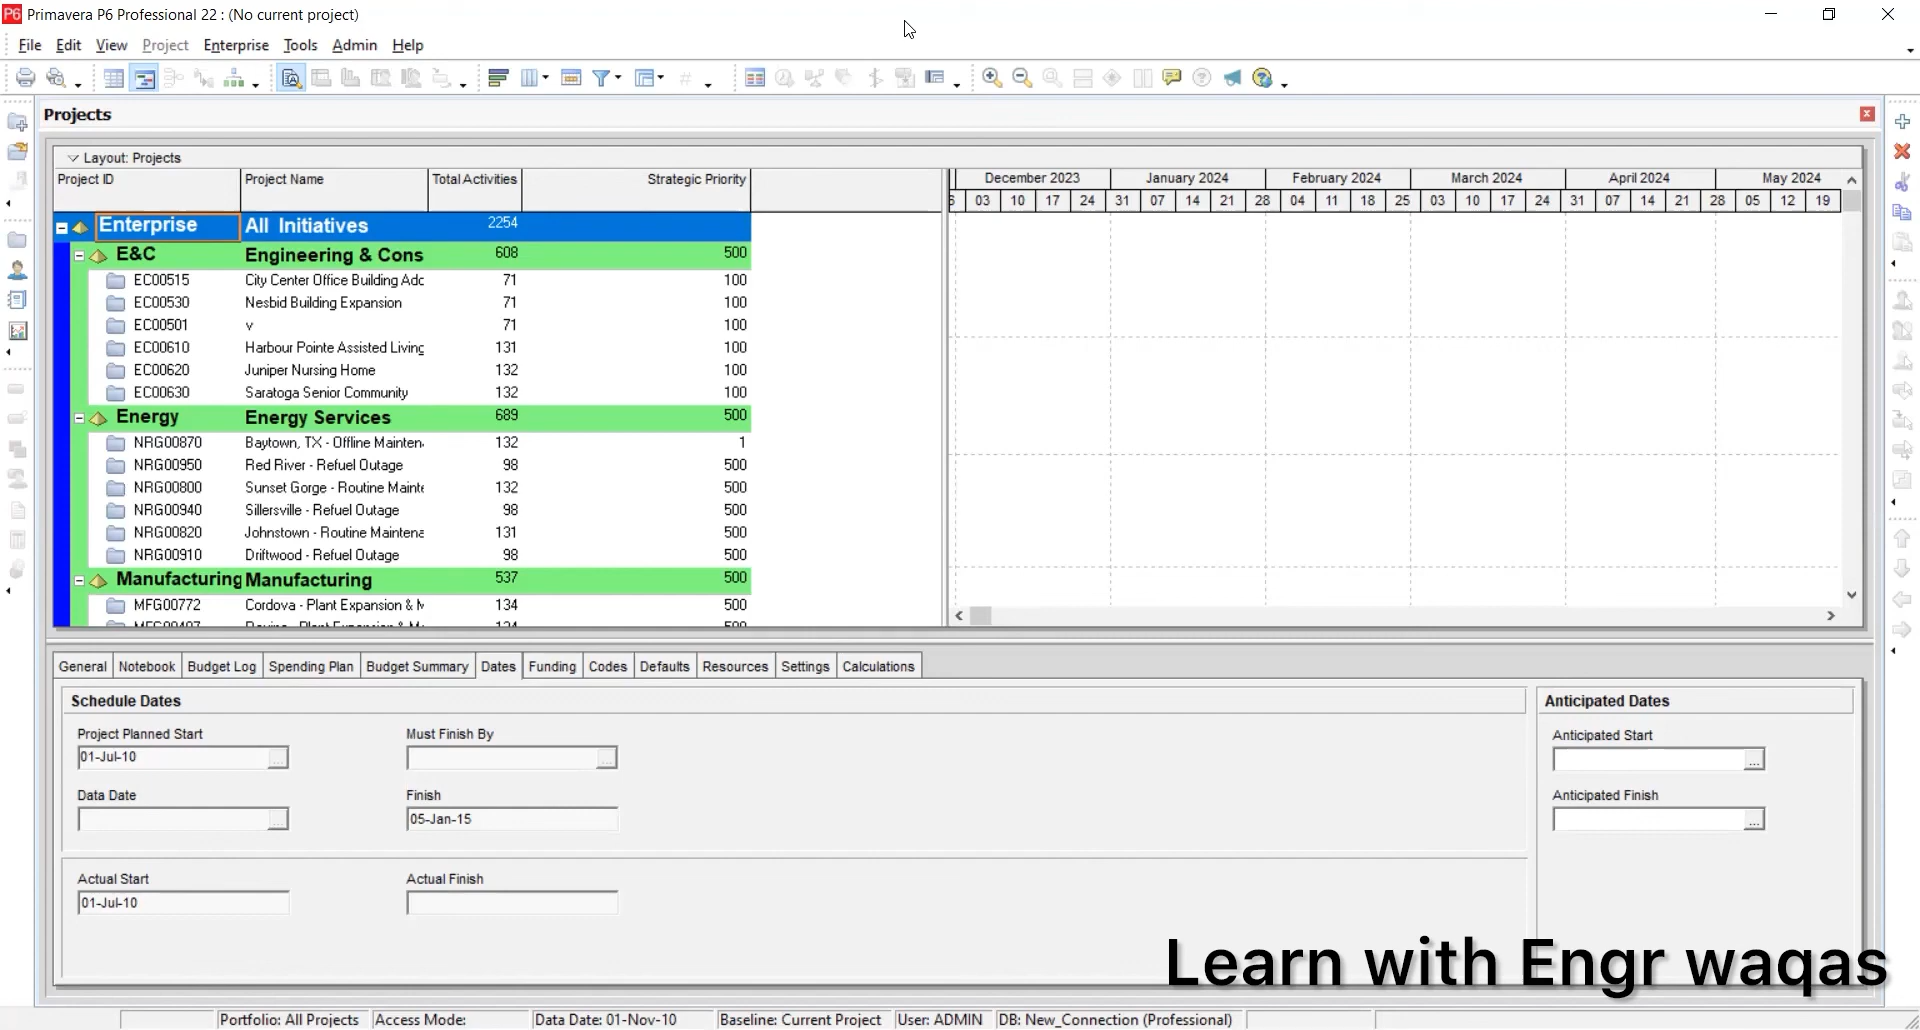 P6 Primavera P6 Professional 22 : (No current project)
File Edit View Project Enterprise Tools Admin Help
Projects
Layout: Projects
Project ID Project Name Total Activities Strategic Priority
December 2023 January 2024 February 2024 March 2024 April 2024 May 2024
03 10 17 24 31 07 14 21 28 04 11 18 25 03 10 17 24 31 07 14 21 28 05 12 19
Enterprise All Initiatives 2254
E&C Engineering & Cons 608 500
EC00515 City Center Office Building Adc 71 100
EC00530 Nesbid Building Expansion 71 100
EC00501 v 71 100
EC00610 Harbour Pointe Assisted Living 131 100
EC00620 Juniper Nursing Home 132 100
EC00630 Saratoga Senior Community 132 100
Energy Energy Services 689 500
NRG00870 Baytown, TX - Offline Mainten 132 1
NRG00950 Red River - Refuel Outage 98 500
NRG00800 Sunset Gorge - Routine Mainte 132 500
NRG00940 Sillersville - Refuel Outage 98 500
NRG00820 Johnstown - Routine Maintena 131 500
NRG00910 Driftwood - Refuel Outage 98 500
Manufacturing Manufacturing 537 500
MFG00772 Cordova - Plant Expansion & M 134 500
General Notebook Budget Log Spending Plan Budget Summary Dates Funding Codes Defaults Resources Settings Calculations
Schedule Dates Anticipated Dates
Project Planned Start Must Finish By Anticipated Start
01-Jul-10
Data Date Finish Anticipated Finish
05-Jan-15
Actual Start Actual Finish
01-Jul-10
Learn with Engr waqas
Portfolio: All Projects Access Mode: Data Date: 01-Nov-10 Baseline: Current Project User: ADMIN DB: New_Connection (Professional)